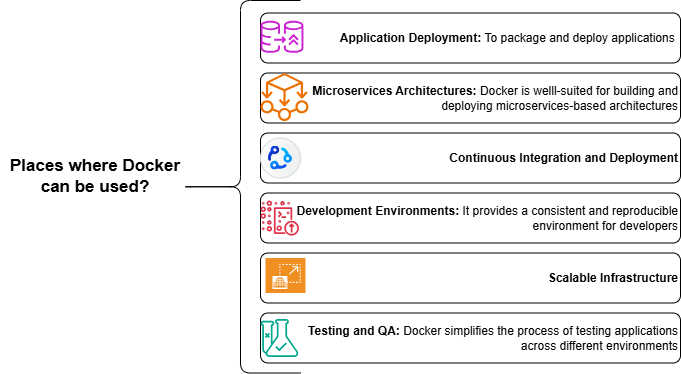 Places where Docker
can be used?
Application Deployment: To package and deploy applications
Microservices Architectures: Docker is welll-suited for building and
deploying microservices-based architectures
Continuous Integration and Deployment
Development Environments: It provides a consistent and reproducible
environment for developers
Scalable Infrastructure
Testing and QA: Docker simplifies the process of testing applications
across different environments